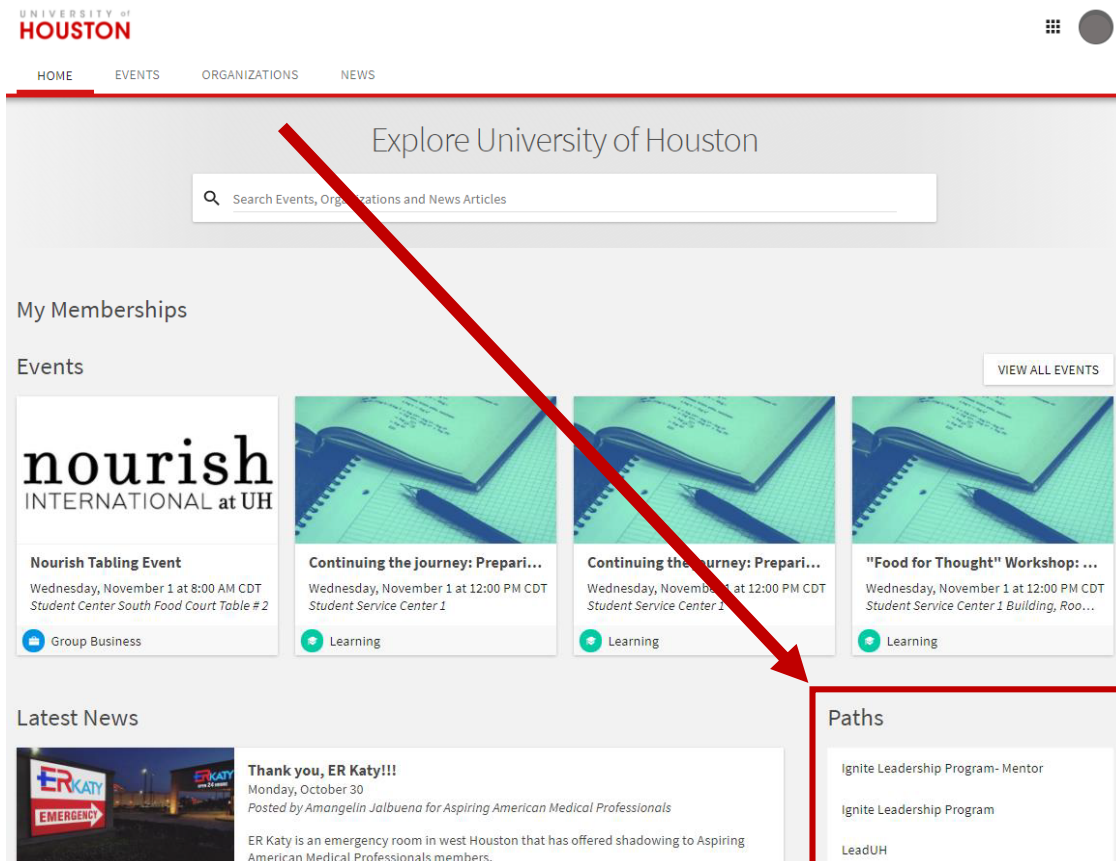 UNIVERSITY of
HOUSTON
HOME EVENTS ORGANIZATIONS NEWS
Explore University of Houston
Search Events, Organizations and News Articles
My Memberships
Events
VIEW ALL EVENTS
nourish
INTERNATIONAL at UH
Nourish Tabling Event
Wednesday, November 1 at 8:00 AM CDT
Student Center South Food Court Table # 2
Group Business
Continuing the journey: Prepari...
Wednesday, November 1 at 12:00 PM CDT
Student Service Center 1
Learning
Continuing the journey: Prepari...
Wednesday, November 1 at 12:00 PM CDT
Student Service Center 1
Learning
"Food for Thought" Workshop: ...
Wednesday, November 1 at 12:00 PM CDT
Student Service Center 1 Building, Roo...
Learning
Latest News
ER KATY
EMERGENCY
ER KATY
OPEN 24 HOURS
Thank you, ER Katy!!!
Monday, October 30
Posted by Amangelin Jalbuena for Aspiring American Medical Professionals
ER Katy is an emergency room in west Houston that has offered shadowing to Aspiring
American Medical Professionals members.
Paths
Ignite Leadership Program- Mentor
Ignite Leadership Program
LeadUH